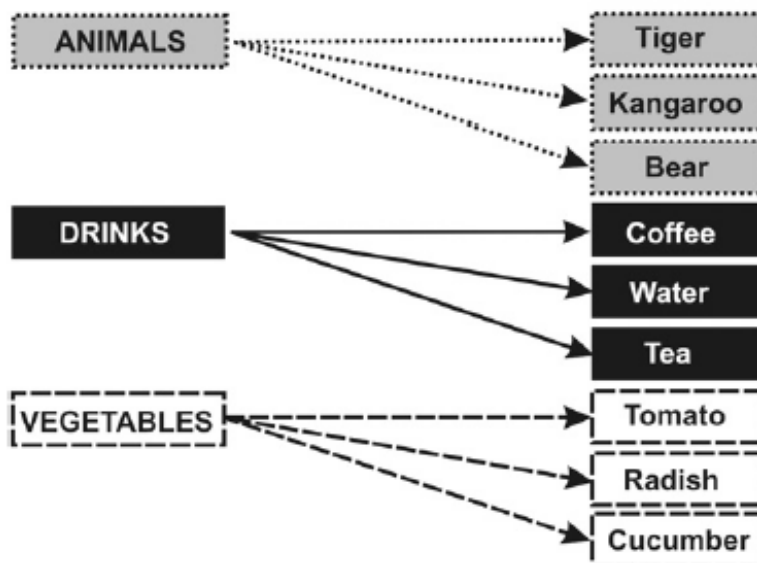 ANIMALS
Tiger
Kangaroo
Bear
DRINKS
Coffee
Water
Tea
VEGETABLES
Tomato
Radish
Cucumber